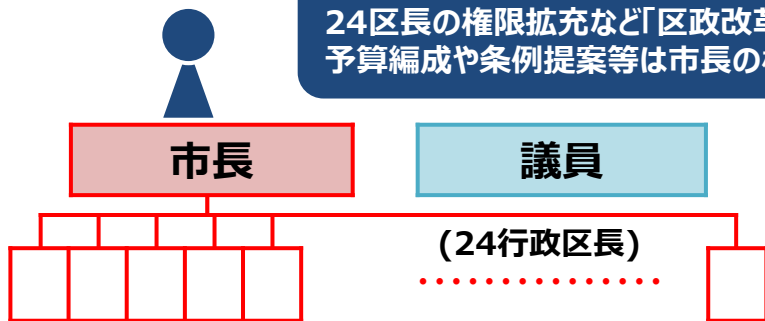 24区長の権限拡充など「区政改
予算編成や条例提案等は市長の
市長
議員
(24行政区長)